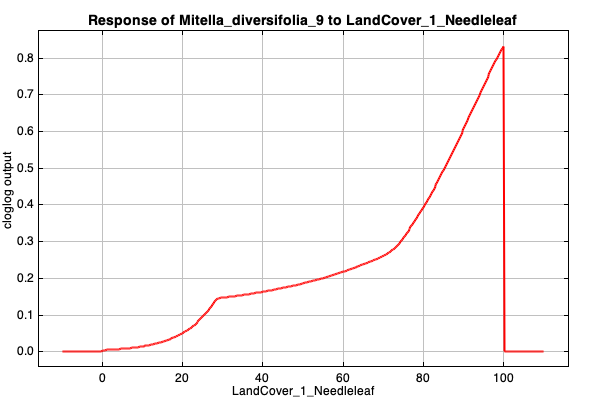 Response of Mitella_diversifolia_9 to LandCover_1_Needleleaf
cloglog output
0.8
0.7
0.6
0.5
0.4
0.3
0.2
0.1
0.0
0 20 40 60 80 100
LandCover_1_Needleleaf